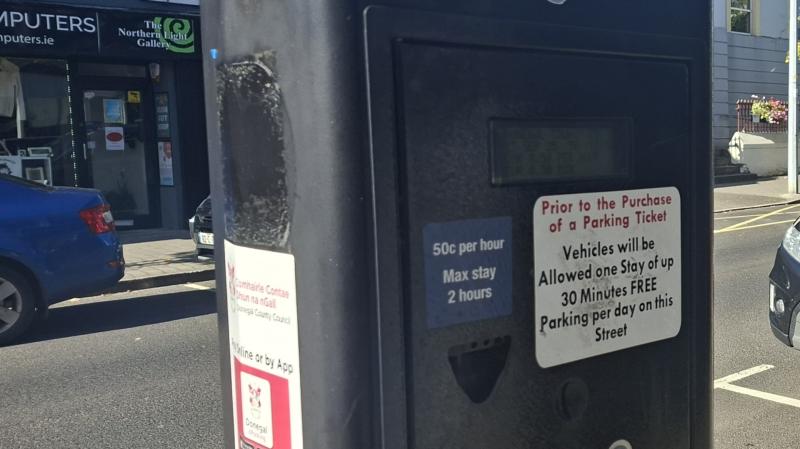 MPUTERS
puters.ie
The
Northern Light
Gallery
50c per hour
Max stay
2 hours
Prior to the Purchase
of a Parking Ticket
Vehicles will be
Allowed one Stay of up
30 Minutes FREE
Parking per day on this
Street
Comhairle Contae
Dhún na nGall
Donegal County Council
nline or by App
Donegal